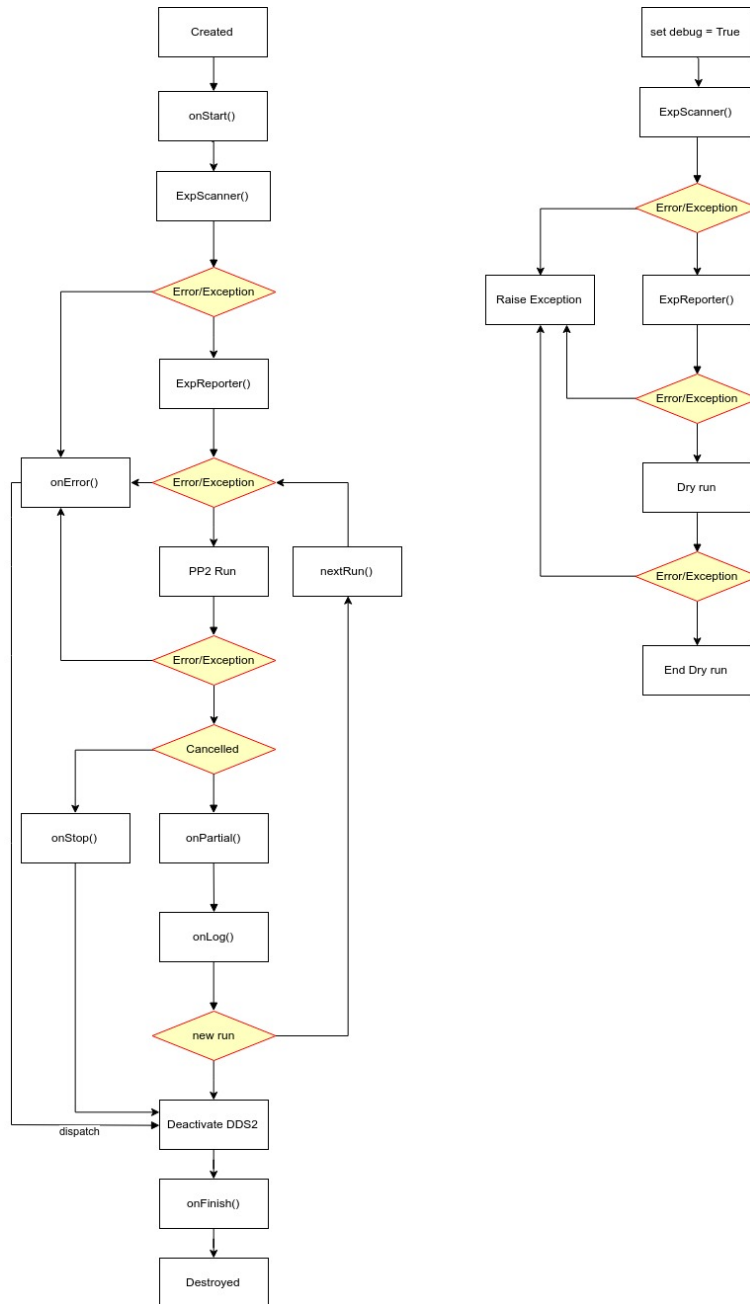 Created
onStart()
ExpScanner()
Error/Exception
ExpReporter()
onError()
Error/Exception
PP2 Run
nextRun()
Error/Exception
Cancelled
onStop()
onPartial()
onLog()
new run
Deactivate DDS2
dispatch
onFinish()
Destroyed
set debug = True
ExpScanner()
Error/Exception
Raise Exception
ExpReporter()
Error/Exception
Dry run
Error/Exception
End Dry run